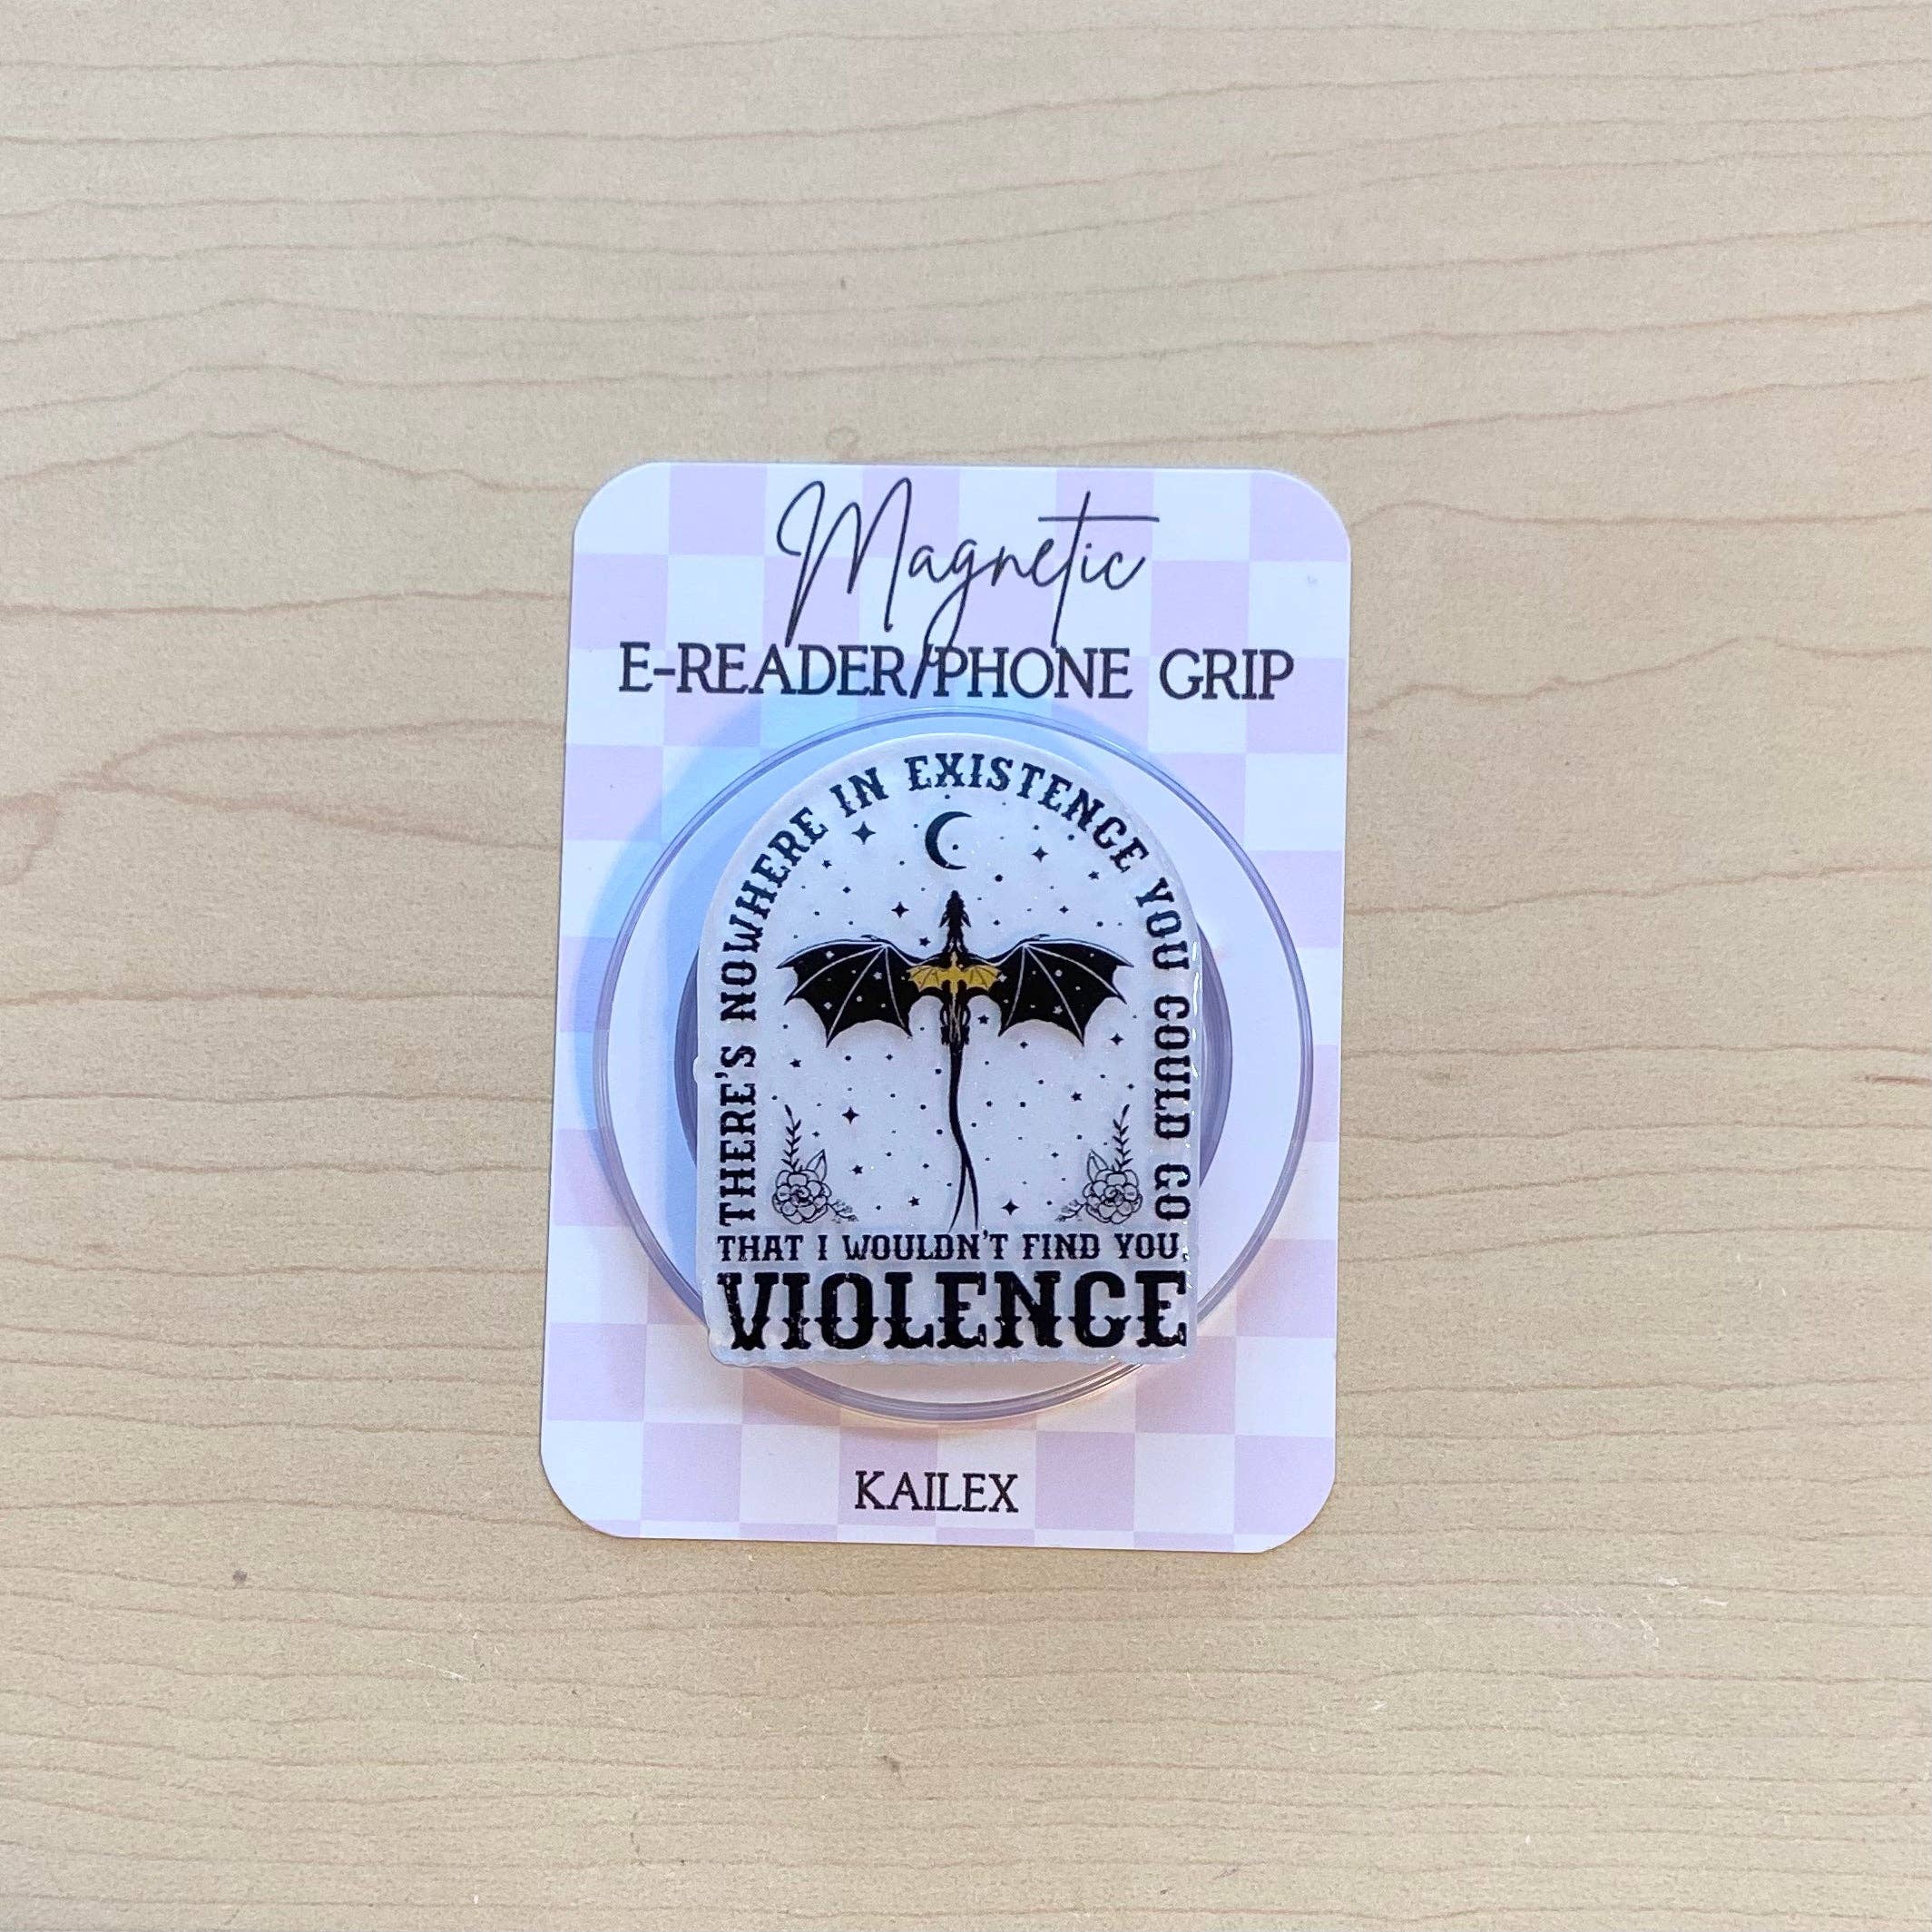 Magnetic
E-READER/PHONE GRIP
THERE'S NOWHERE IN EXISTENCE YOU COULD GO
THAT I WOULDN'T FIND YOU,
VIOLENCE
KAILEX